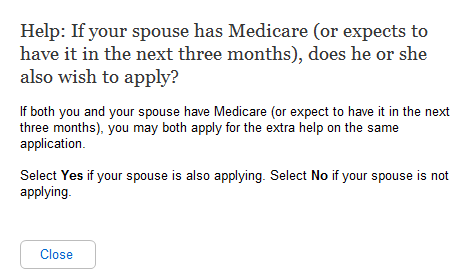 Help: If your spouse has Medicare (or expects to
have it in the next three months), does he or she
also wish to apply?
If both you and your spouse have Medicare (or expect to have it in the next
three months), you may both apply for the extra help on the same
application.
Select Yes if your spouse is also applying. Select No if your spouse is not
applying.
Close